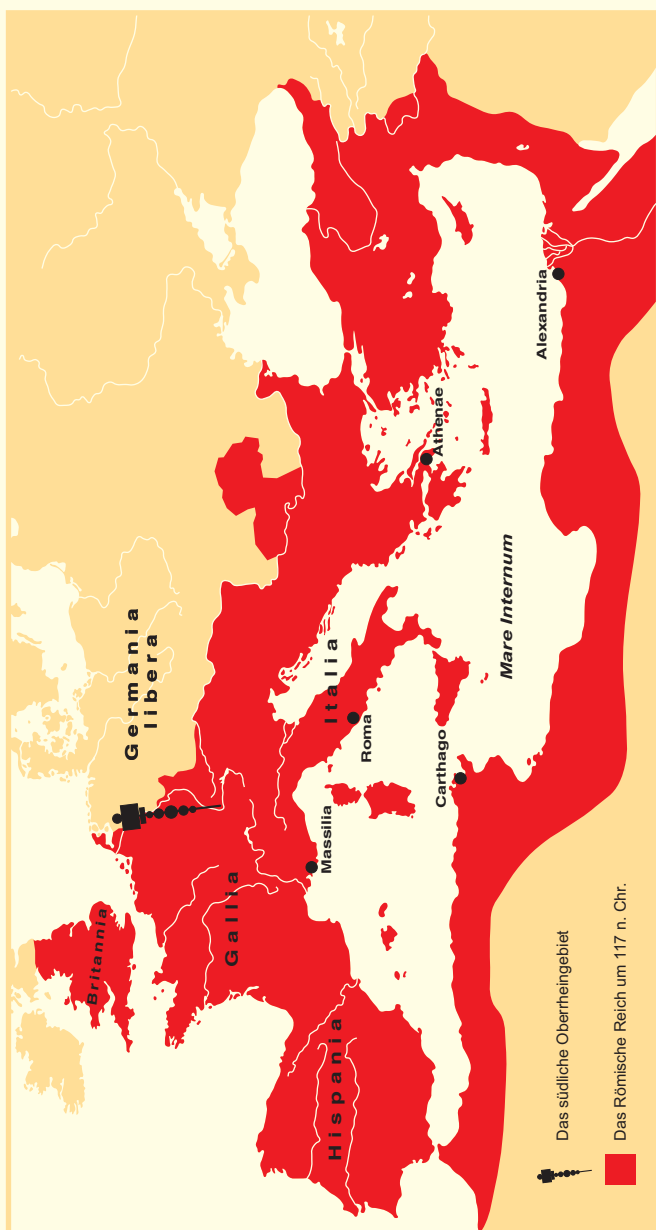 Germania
libera
Britannia
Gallia
Hispania
Massilia
Italia
Roma
Carthago
Mare Internum
Athenae
Alexandria
Das südliche Oberrheingebiet
Das Römische Reich um 117 n. Chr.